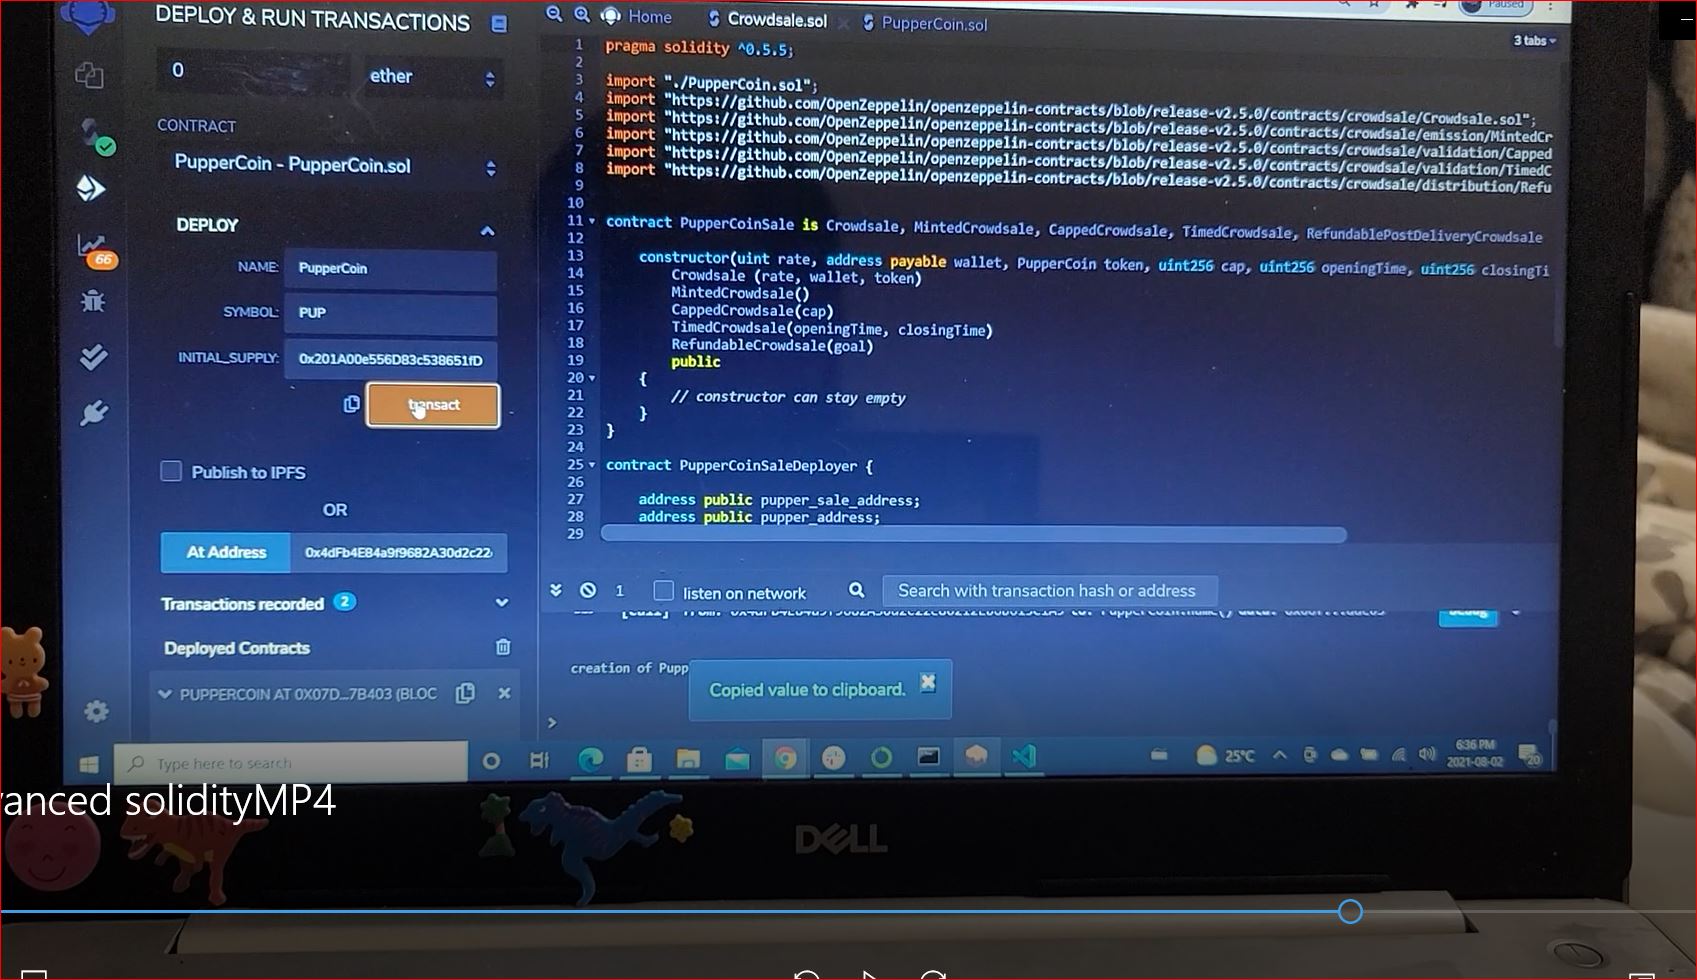 DEPLOY & RUN TRANSACTIONS
0
ether
CONTRACT
PupperCoin - PupperCoin.sol
DEPLOY
NAME: PupperCoin
SYMBOL: PUP
INITIAL_SUPPLY: 0x201A00e556D83c538651fD
transact
Publish to IPFS
OR
At Address 0x4dFb4E84a9f9682A30d2c22
Transactions recorded 2
Deployed Contracts
PUPPERCOIN AT 0X07D...7B403 (BLOC
66
Home Crowdsale.sol PupperCoin.sol
Paused
3 tabs
1 pragma solidity ^0.5.5;
2
3 import "./PupperCoin.sol";
4 import "https://github.com/OpenZeppelin/openzeppelin-contracts/blob/release-v2.5.0/contracts/crowdsale/Crowdsale.sol";
5 import "https://github.com/OpenZeppelin/openzeppelin-contracts/blob/release-v2.5.0/contracts/crowdsale/emission/MintedCr
6 import "https://github.com/OpenZeppelin/openzeppelin-contracts/blob/release-v2.5.0/contracts/crowdsale/validation/Capped
7 import "https://github.com/OpenZeppelin/openzeppelin-contracts/blob/release-v2.5.0/contracts/crowdsale/validation/TimedC
8 import "https://github.com/OpenZeppelin/openzeppelin-contracts/blob/release-v2.5.0/contracts/crowdsale/distribution/Refu
9
10
11 contract PupperCoinSale is Crowdsale, MintedCrowdsale, CappedCrowdsale, TimedCrowdsale, RefundablePostDeliveryCrowdsale
12
13 constructor(uint rate, address payable wallet, PupperCoin token, uint256 cap, uint256 openingTime, uint256 closingTi
14 Crowdsale (rate, wallet, token)
15 MintedCrowdsale()
16 CappedCrowdsale(cap)
17 TimedCrowdsale(openingTime, closingTime)
18 RefundableCrowdsale(goal)
19 public
20 {
21 // constructor can stay empty
22 }
23 }
24
25 contract PupperCoinSaleDeployer {
26
27 address public pupper_sale_address;
28 address public pupper_address;
29
1 listen on network Search with transaction hash or address
creation of Pupp
Copied value to clipboard.
>
Type here to search
25°C
6:36 PM
2021-08-02
20
vanced solidityMP4
DELL